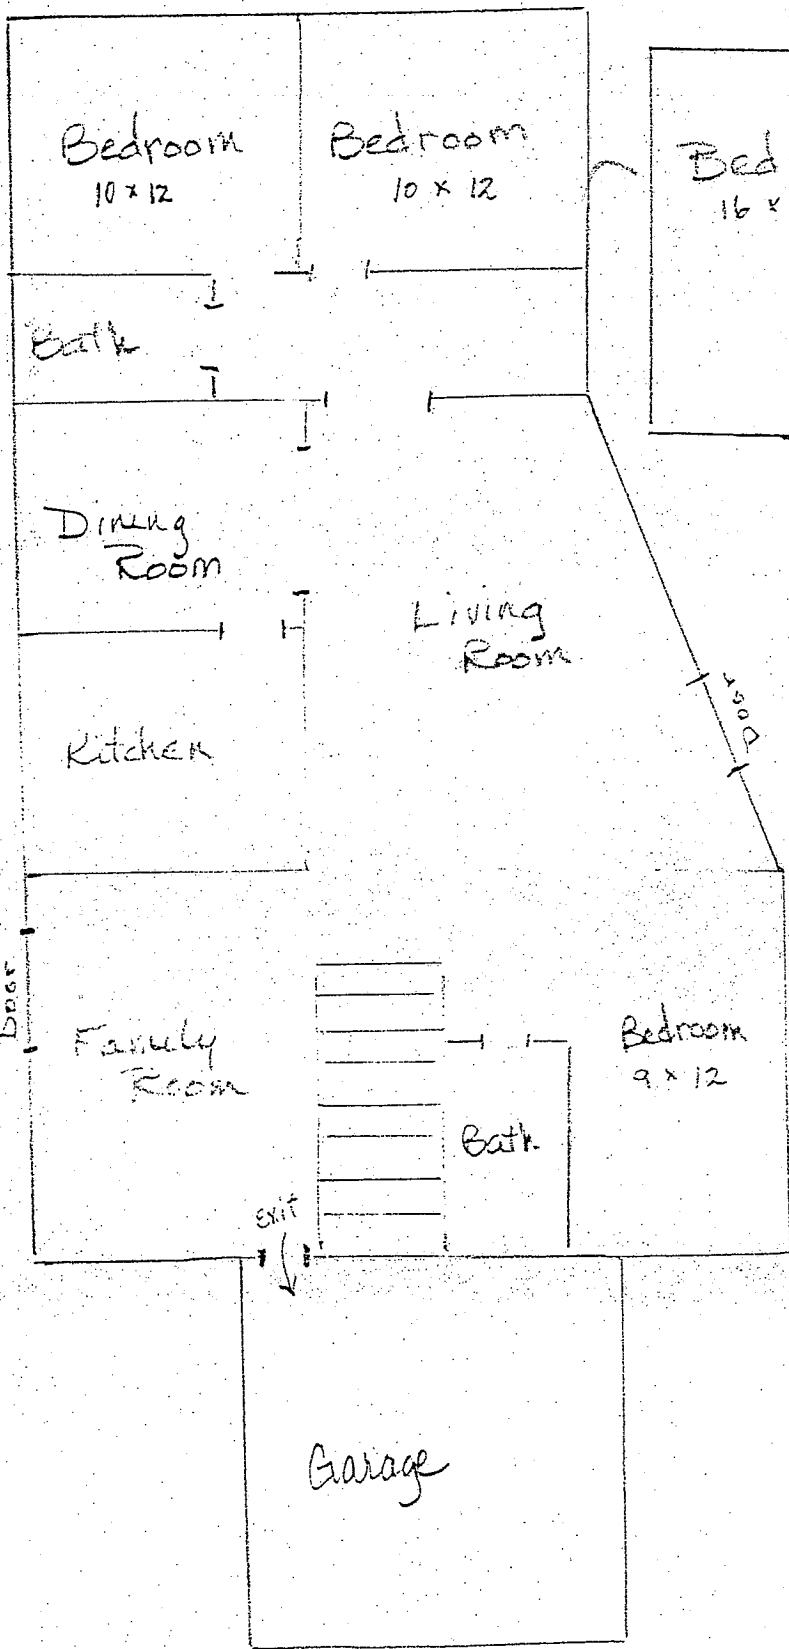 Bedroom
10 x 12
Bedroom
10 x 12
Bed
16 x
Bath
Dining
Room
Living
Room
Door
Kitchen
Door
Family
Room
Bedroom
9 x 12
Bath
Exit
Garage